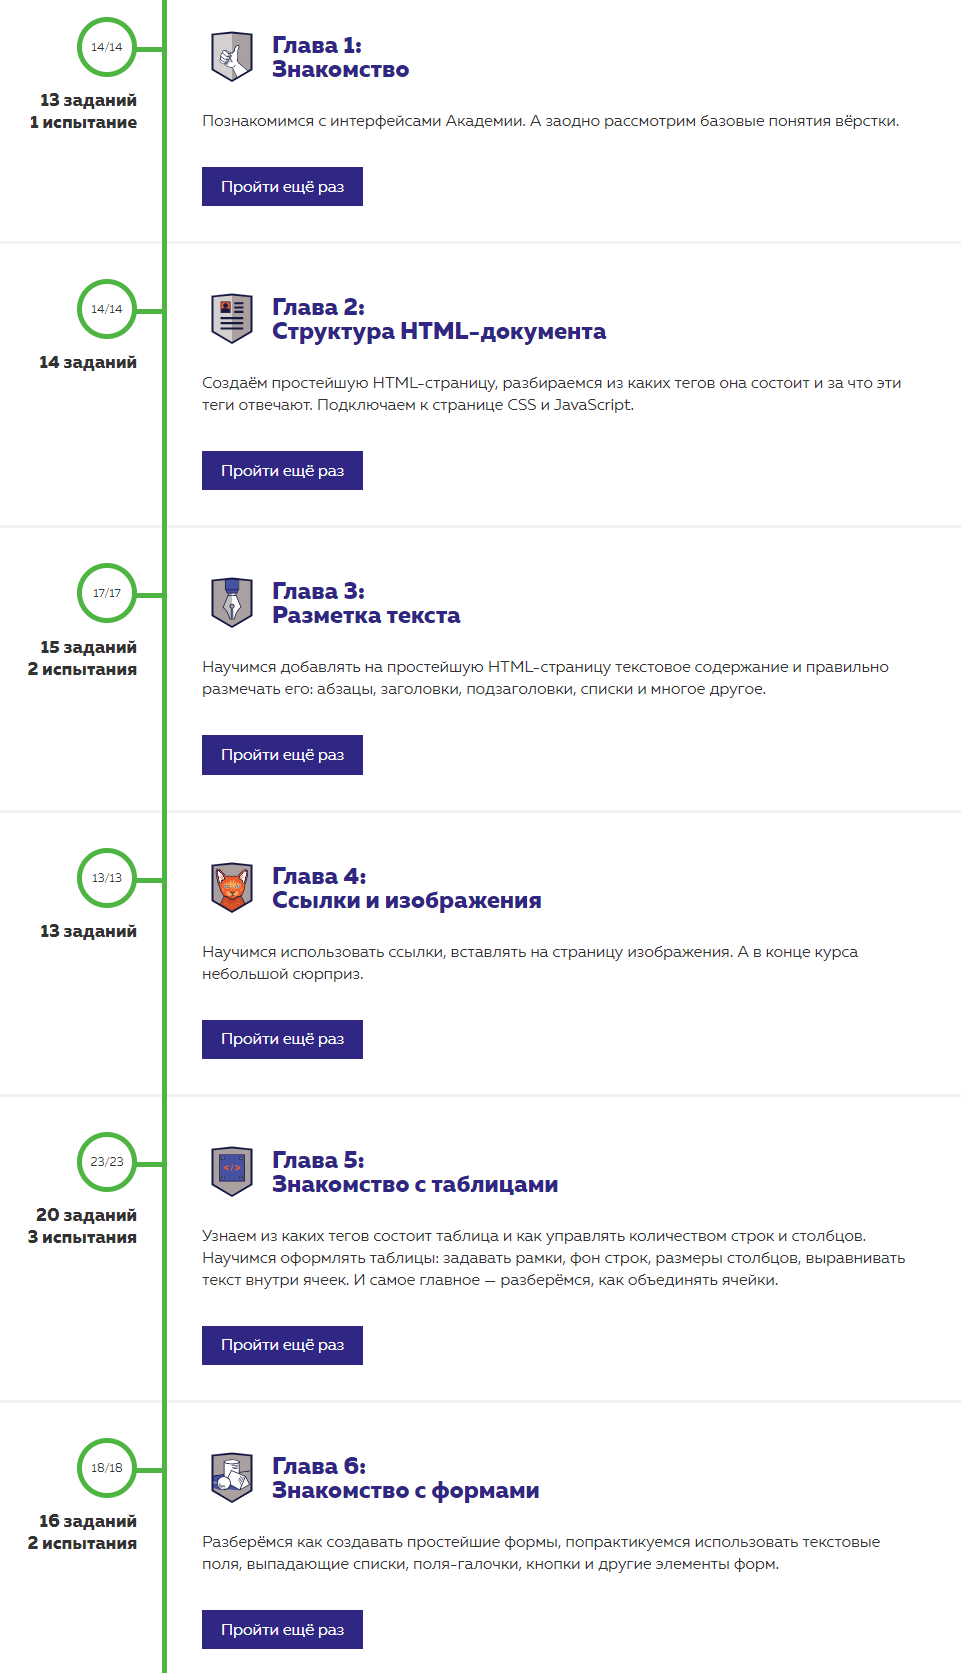 14/14
13 заданий
1 испытание
Глава 1:
Знакомство
Познакомимся с интерфейсами Академии. А заодно рассмотрим базовые понятия вёрстки.
Пройти ещё раз
14/14
14 заданий
Глава 2:
Структура HTML-документа
Создаём простейшую HTML-страницу, разбираемся из каких тегов она состоит и за что эти
теги отвечают. Подключаем к странице CSS и JavaScript.
Пройти ещё раз
17/17
15 заданий
2 испытания
Глава 3:
Разметка текста
Научимся добавлять на простейшую HTML-страницу текстовое содержание и правильно
размечать его: абзацы, заголовки, подзаголовки, списки и многое другое.
Пройти ещё раз
13/13
13 заданий
Глава 4:
Ссылки и изображения
Научимся использовать ссылки, вставлять на страницу изображения. А в конце курса
небольшой сюрприз.
Пройти ещё раз
23/23
20 заданий
3 испытания
</>
Глава 5:
Знакомство с таблицами
Узнаем из каких тегов состоит таблица и как управлять количеством строк и столбцов.
Научимся оформлять таблицы: задавать рамки, фон строк, размеры столбцов, выравнивать
текст внутри ячеек. И самое главное — разберёмся, как объединять ячейки.
Пройти ещё раз
18/18
16 заданий
2 испытания
Глава 6:
Знакомство с формами
Разберёмся как создавать простейшие формы, попрактикуемся использовать текстовые
поля, выпадающие списки, поля-галочки, кнопки и другие элементы форм.
Пройти ещё раз